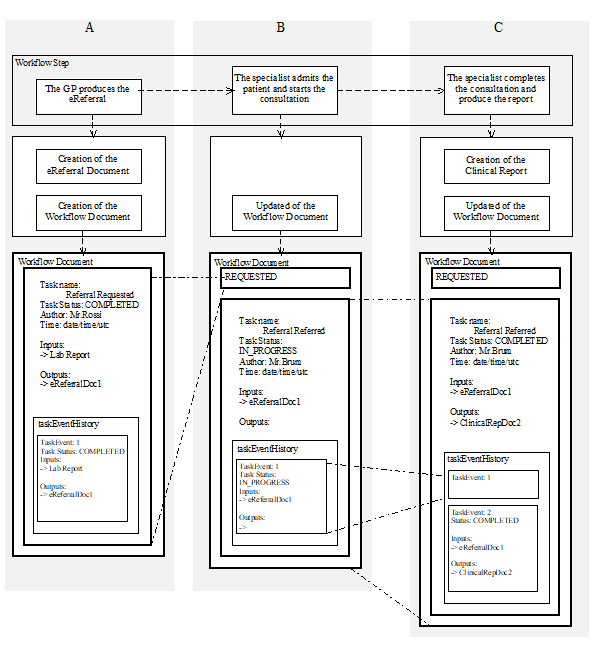 A
B
C
Workflow Step
The GP produces the
eReferral
The specialist admits the
patient and starts the
consultation
The specialist completes
the consultation and
produce the report
Creation of the
eReferral Document
Creation of the
Workflow Document
Updated of the
Workflow Document
Creation of the
Clinical Report
Updated of the
Workflow Document
Workflow Document
Task name:
Referral Requested
Task Status: COMPLETED
Author: Mr.Rossi
Time: date/time/utc
Inputs:
-> Lab Report
Outputs:
-> eReferralDoc1
taskEventHistory
TaskEvent: 1
Task Status: COMPLETED
Inputs:
-> Lab Report
Outputs:
-> eReferralDoc1
Workflow Document
REQUESTED
Task name:
Referral Referred
Task Status:
IN_PROGRESS
Author: Mr.Brum
Time: date/time/utc
Inputs:
-> eReferralDoc1
Outputs:
taskEventHistory
TaskEvent: 1
Task Status:
IN_PROGRESS
Inputs:
-> eReferralDoc1
Outputs:
->
Workflow Document
REQUESTED
Task name:
Referral Referred
Task Status: COMPLETED
Author: Mr.Brum
Time: date/time/utc
Inputs:
-> eReferralDoc1
Outputs:
-> ClinicalRepDoc2
taskEventHistory
TaskEvent: 1
TaskEvent: 2
Status: COMPLETED
Inputs:
-> eReferralDoc1
Outputs:
-> ClinicalRepDoc2